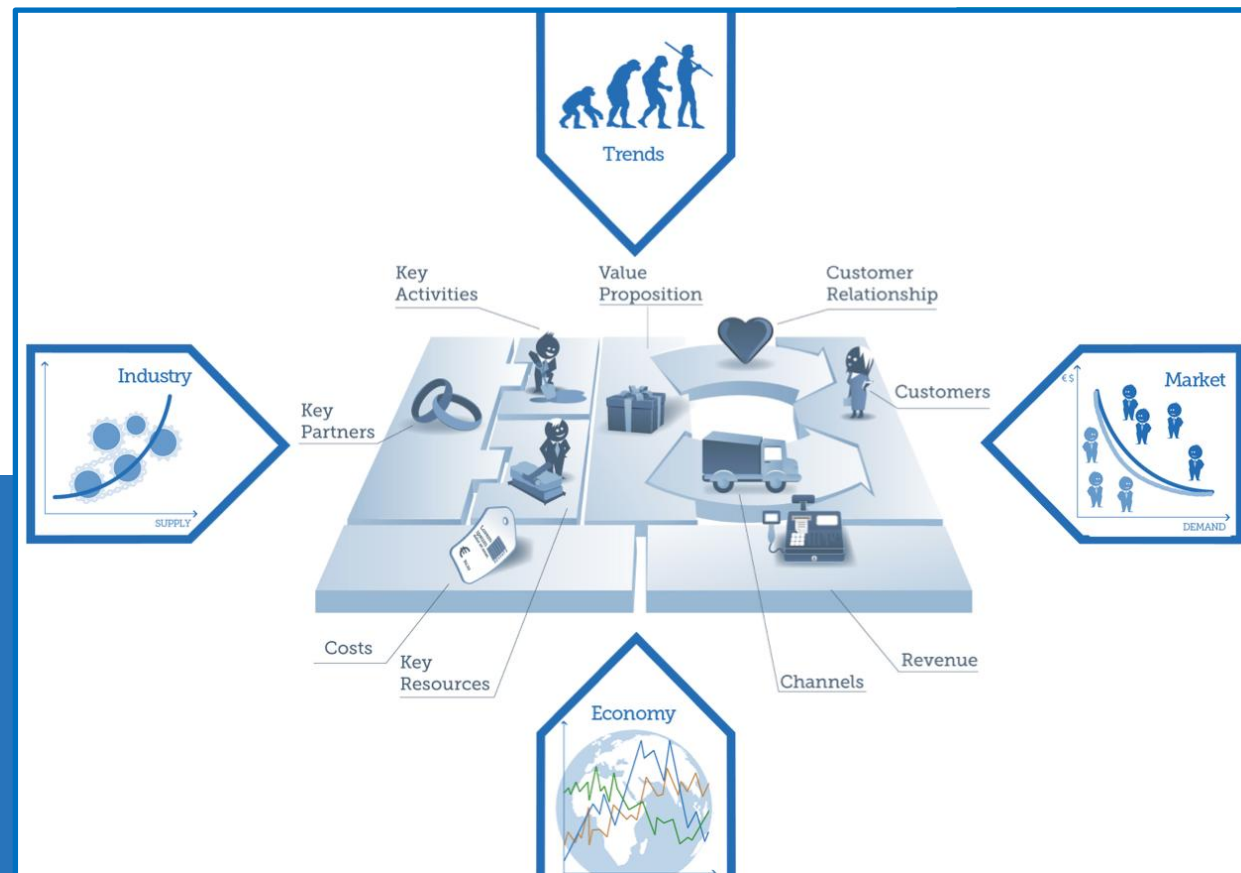 Trends
Key
Activities
Value
Proposition
Customer
Relationship
Industry
SUPPLY
Key
Partners
Customers
€ $
Market
DEMAND
€
Costs
Key
Resources
Channels
Revenue
Economy